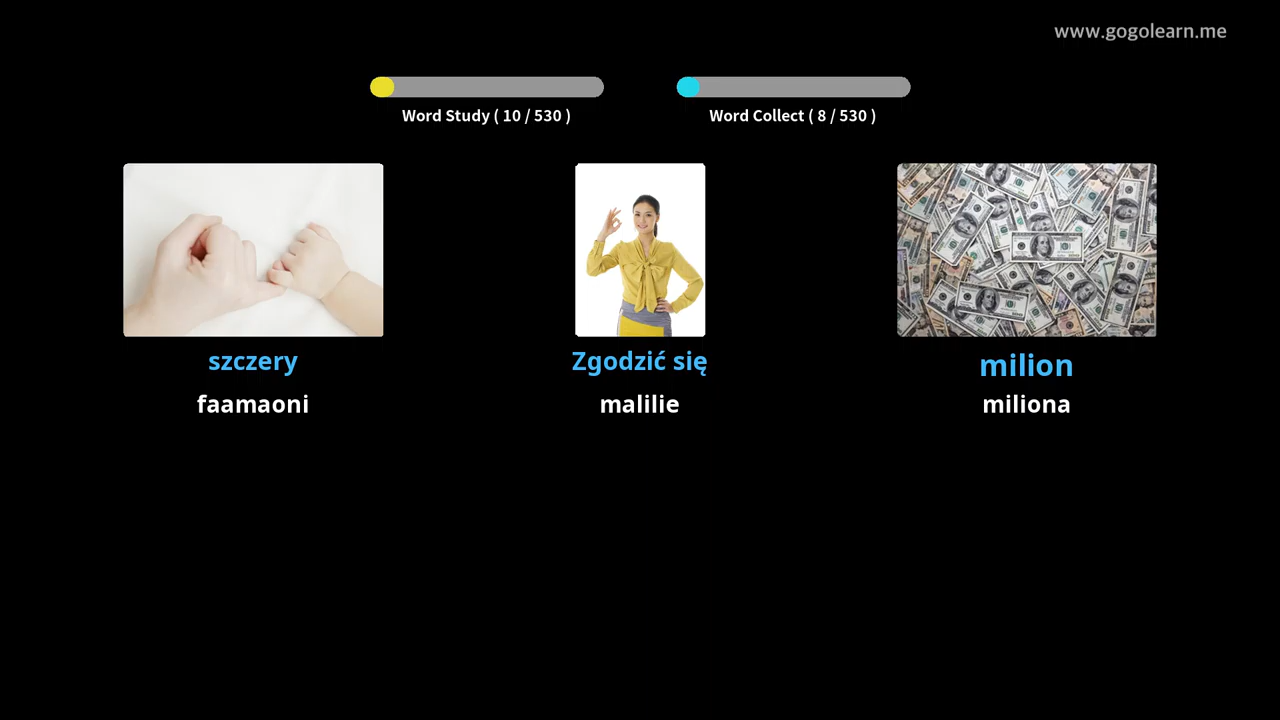 www.gogolearn.me
Word Study ( 10 / 530 )
Word Collect ( 8 / 530 )
szczery
Zgodzić się
milion
faamaoni
malilie
miliona